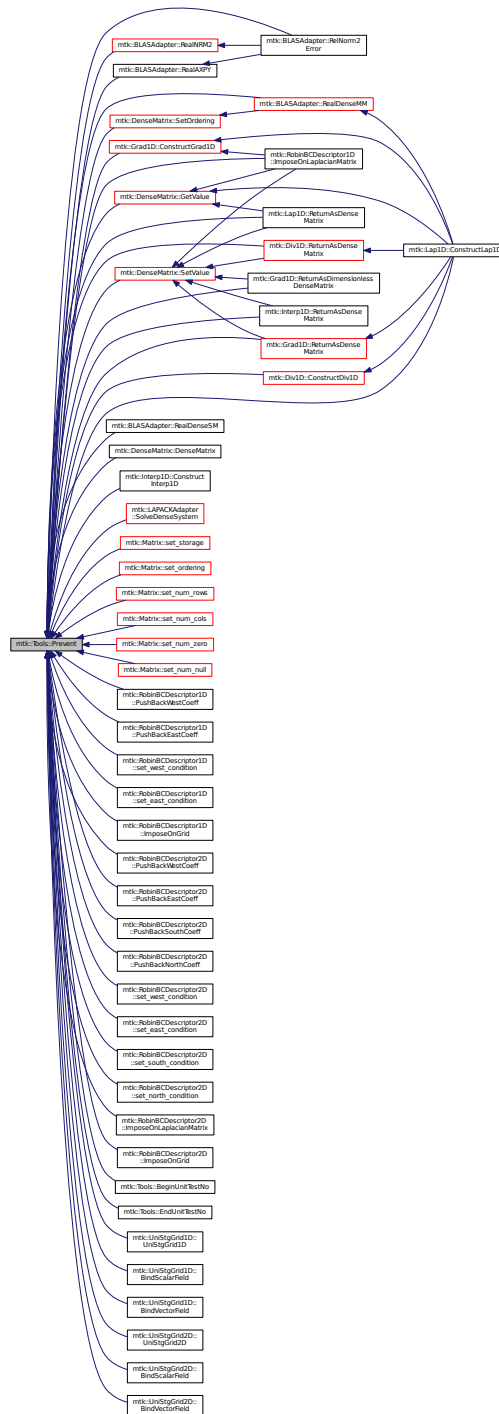 mtk::BLASAdapter::RelNorm2
Error
mtk::BLASAdapter::RealNRM2
mtk::BLASAdapter::RealAXPY
mtk::BLASAdapter::RealDenseMM
mtk::DenseMatrix::SetOrdering
mtk::Grad1D::ConstructGrad1D
mtk::RobinBCDescriptor1D
::ImposeOnLaplacianMatrix
mtk::DenseMatrix::GetValue
mtk::Lap1D::ReturnAsDense
Matrix
mtk::Div1D::ReturnAsDense
Matrix
mtk::Lap1D::ConstructLap1D
mtk::DenseMatrix::SetValue
mtk::Grad1D::ReturnAsDimensionless
DenseMatrix
mtk::Interp1D::ReturnAsDense
Matrix
mtk::Grad1D::ReturnAsDense
Matrix
mtk::Div1D::ConstructDiv1D
mtk::BLASAdapter::RealDenseSM
mtk::DenseMatrix::DenseMatrix
mtk::Interp1D::Construct
Interp1D
mtk::LAPACKAdapter
::SolveDenseSystem
mtk::Matrix::set_storage
mtk::Matrix::set_ordering
mtk::Matrix::set_num_rows
mtk::Matrix::set_num_cols
mtk::Tools::Prevent
mtk::Matrix::set_num_zero
mtk::Matrix::set_num_null
mtk::RobinBCDescriptor1D
::PushBackWestCoeff
mtk::RobinBCDescriptor1D
::PushBackEastCoeff
mtk::RobinBCDescriptor1D
::set_west_condition
mtk::RobinBCDescriptor1D
::set_east_condition
mtk::RobinBCDescriptor1D
::ImposeOnGrid
mtk::RobinBCDescriptor2D
::PushBackWestCoeff
mtk::RobinBCDescriptor2D
::PushBackEastCoeff
mtk::RobinBCDescriptor2D
::PushBackSouthCoeff
mtk::RobinBCDescriptor2D
::PushBackNorthCoeff
mtk::RobinBCDescriptor2D
::set_west_condition
mtk::RobinBCDescriptor2D
::set_east_condition
mtk::RobinBCDescriptor2D
::set_south_condition
mtk::RobinBCDescriptor2D
::set_north_condition
mtk::RobinBCDescriptor2D
::ImposeOnLaplacianMatrix
mtk::RobinBCDescriptor2D
::ImposeOnGrid
mtk::Tools::BeginUnitTestNo
mtk::Tools::EndUnitTestNo
mtk::UniStgGrid1D::
UniStgGrid1D
mtk::UniStgGrid1D::
BindScalarField
mtk::UniStgGrid1D::
BindVectorField
mtk::UniStgGrid2D::
UniStgGrid2D
mtk::UniStgGrid2D::
BindScalarField
mtk::UniStgGrid2D::
BindVectorField